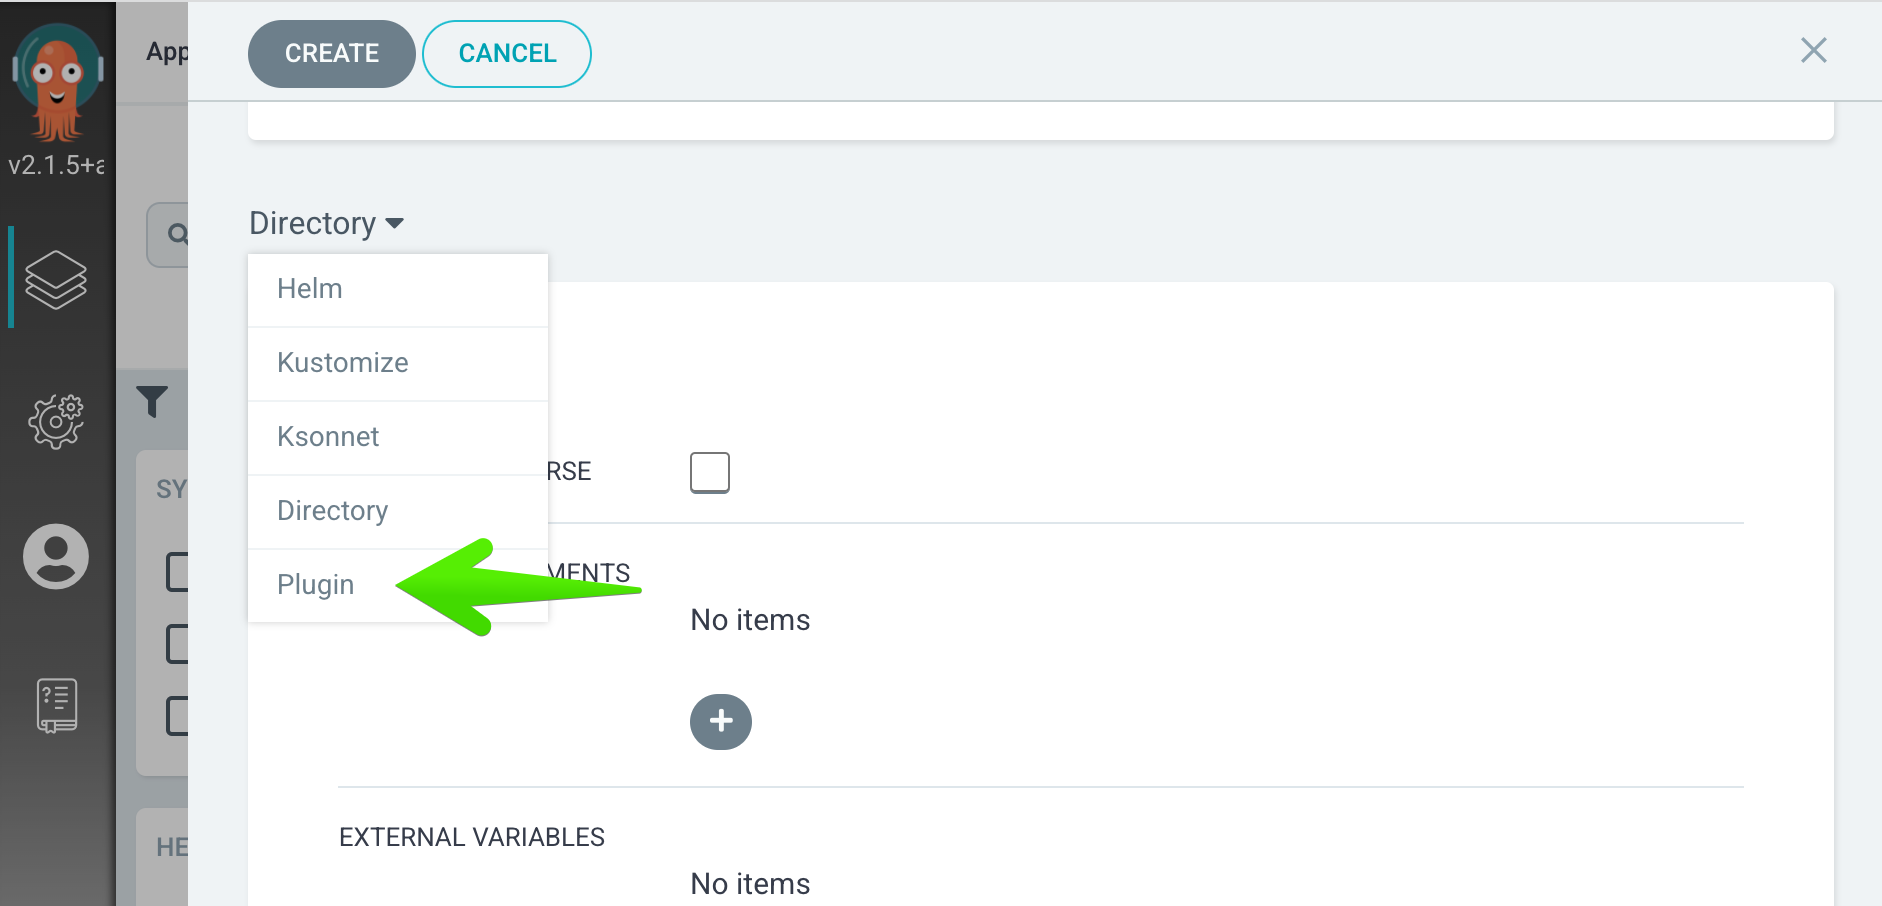 App
CREATE
CANCEL
v2.1.5+a
Directory
Helm
Kustomize
Ksonnet
Directory
Plugin
RSE
MENTS
No items
EXTERNAL VARIABLES
No items
SY
HE